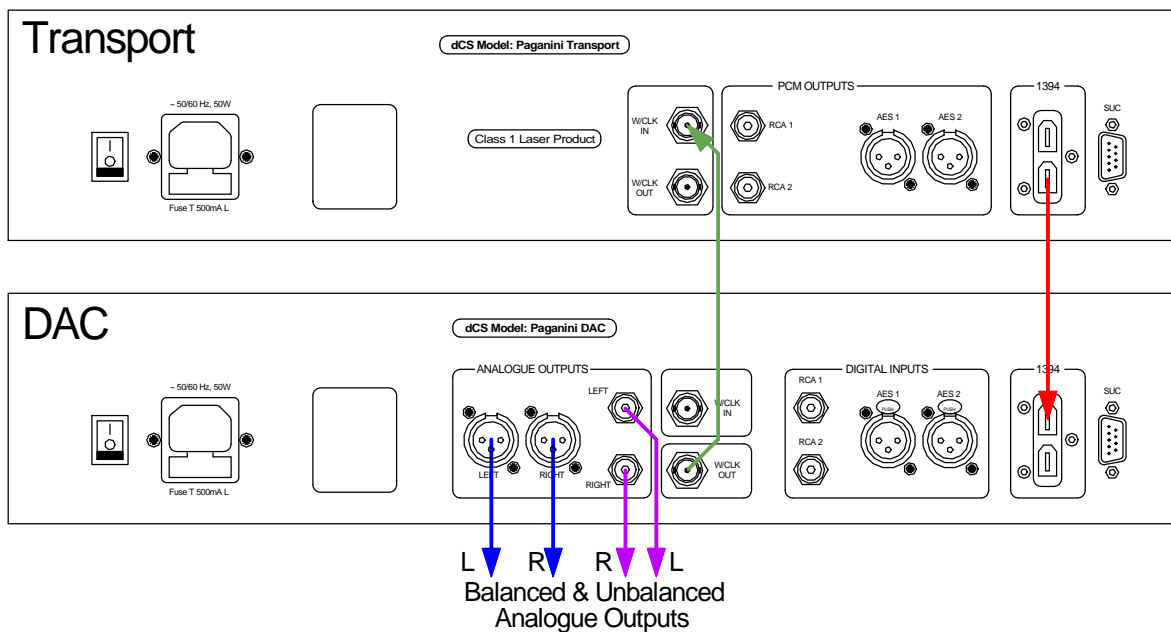 Transport
dCS Model: Paganini Transport
~ 50/60 Hz, 50W
Fuse T 500mA L
Class 1 Laser Product
W/CLK
IN
W/CLK
OUT
PCM OUTPUTS
RCA 1
RCA 2
AES 1
AES 2
1394
SUC
DAC
dCS Model: Paganini DAC
~ 50/60 Hz, 50W
Fuse T 500mA L
ANALOGUE OUTPUTS
LEFT
LEFT
RIGHT
RIGHT
W/CLK
IN
W/CLK
OUT
DIGITAL INPUTS
RCA 1
RCA 2
AES 1
PUSH
AES 2
PUSH
1394
SUC
L
R
R
L
Balanced & Unbalanced
Analogue Outputs